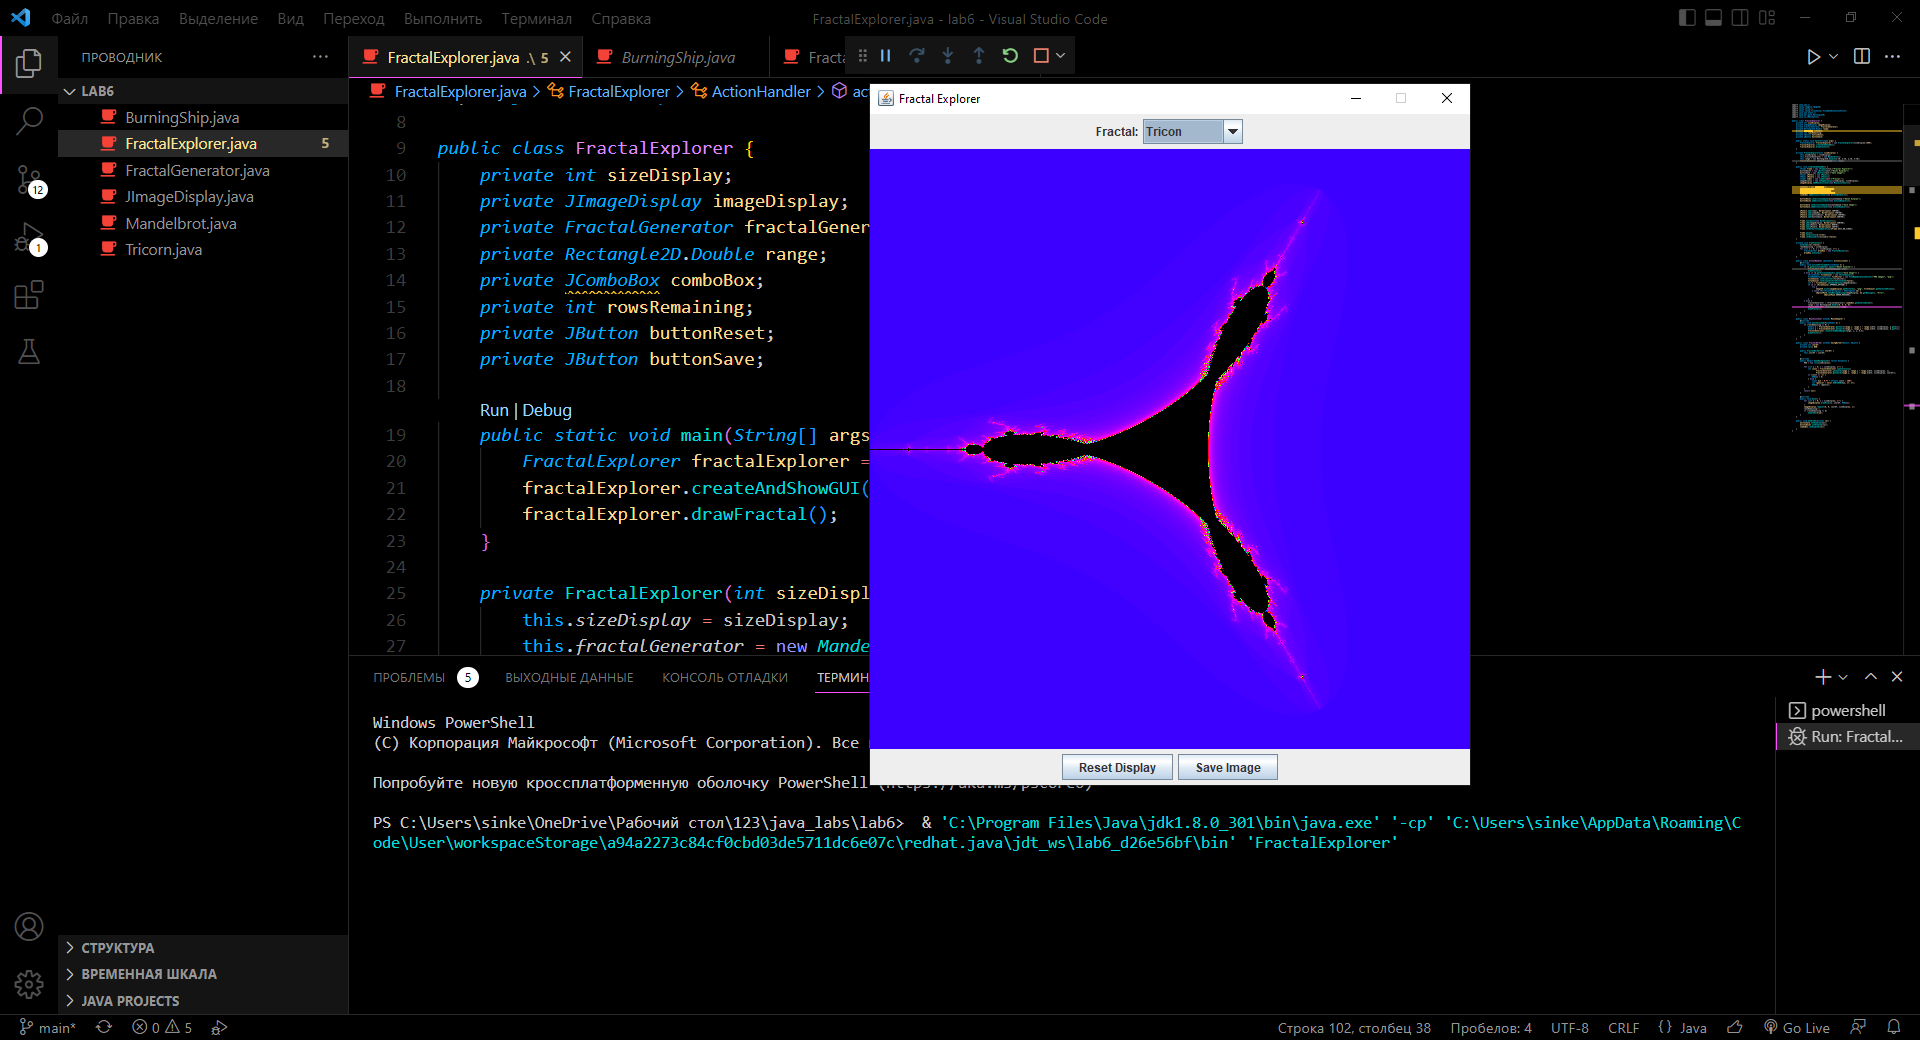 Файл Правка Выделение Вид Переход Выполнить Терминал Справка
FractalExplorer.java - lab6 - Visual Studio Code
ПРОВОДНИК
LAB6
BurningShip.java
FractalExplorer.java 5
FractalGenerator.java
JImageDisplay.java
Mandelbrot.java
Tricorn.java
12
1
СТРУКТУРА
ВРЕМЕННАЯ ШКАЛА
JAVA PROJECTS
FractalExplorer.java .\ 5
BurningShip.java
Fracta
FractalExplorer.java > FractalExplorer > ActionHandler > ac
8
9 public class FractalExplorer {
10 private int sizeDisplay;
11 private JImageDisplay imageDisplay;
12 private FractalGenerator fractalGener
13 private Rectangle2D.Double range;
14 private JComboBox comboBox;
15 private int rowsRemaining;
16 private JButton buttonReset;
17 private JButton buttonSave;
18
Run | Debug
19 public static void main(String[] args
20 FractalExplorer fractalExplorer =
21 fractalExplorer.createAndShowGUI(
22 fractalExplorer.drawFractal();
23 }
24
25 private FractalExplorer(int sizeDispl
26 this.sizeDisplay = sizeDisplay;
27 this.fractalGenerator = new Mande
Fractal Explorer
Fractal: Tricon
Reset Display
Save Image
ПРОБЛЕМЫ 5 ВЫХОДНЫЕ ДАННЫЕ КОНСОЛЬ ОТЛАДКИ ТЕРМИН
Windows PowerShell
(C) Корпорация Майкрософт (Microsoft Corporation). Все
Попробуйте новую кроссплатформенную оболочку PowerShell (https://aka.ms/pscore6)
PS C:\Users\sinke\OneDrive\Рабочий стол\123\java_labs\lab6> & 'C:\Program Files\Java\jdk1.8.0_301\bin\java.exe' '-cp' 'C:\Users\sinke\AppData\Roaming\C
ode\User\workspaceStorage\a94a2273c84cf0cbd03de5711dc6e07c\redhat.java\jdt_ws\lab6_d26e56bf\bin' 'FractalExplorer'
powershell
Run: Fractal...
main* 0 5
Строка 102, столбец 38 Пробелов: 4 UTF-8 CRLF {} Java Go Live